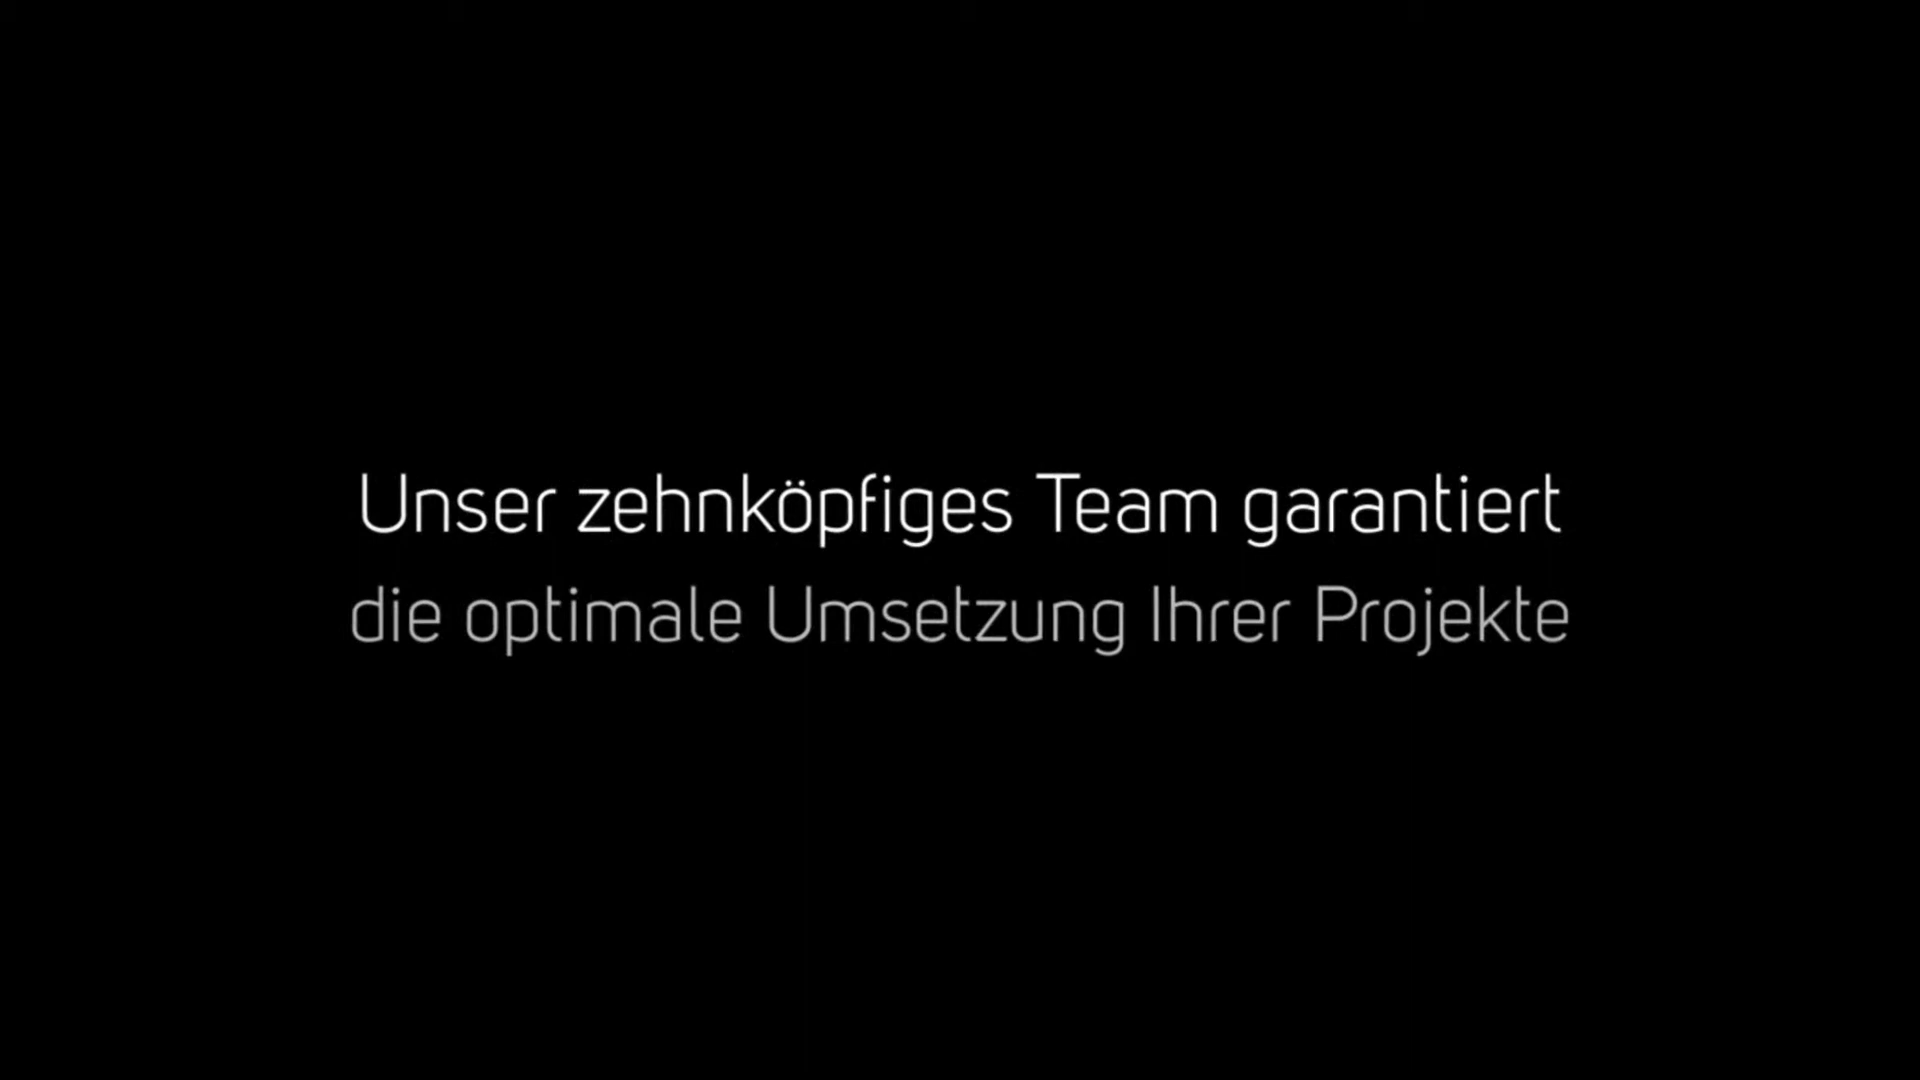 Unser zehnköpfiges Team garantiert
die optimale Umsetzung Ihrer Projekte